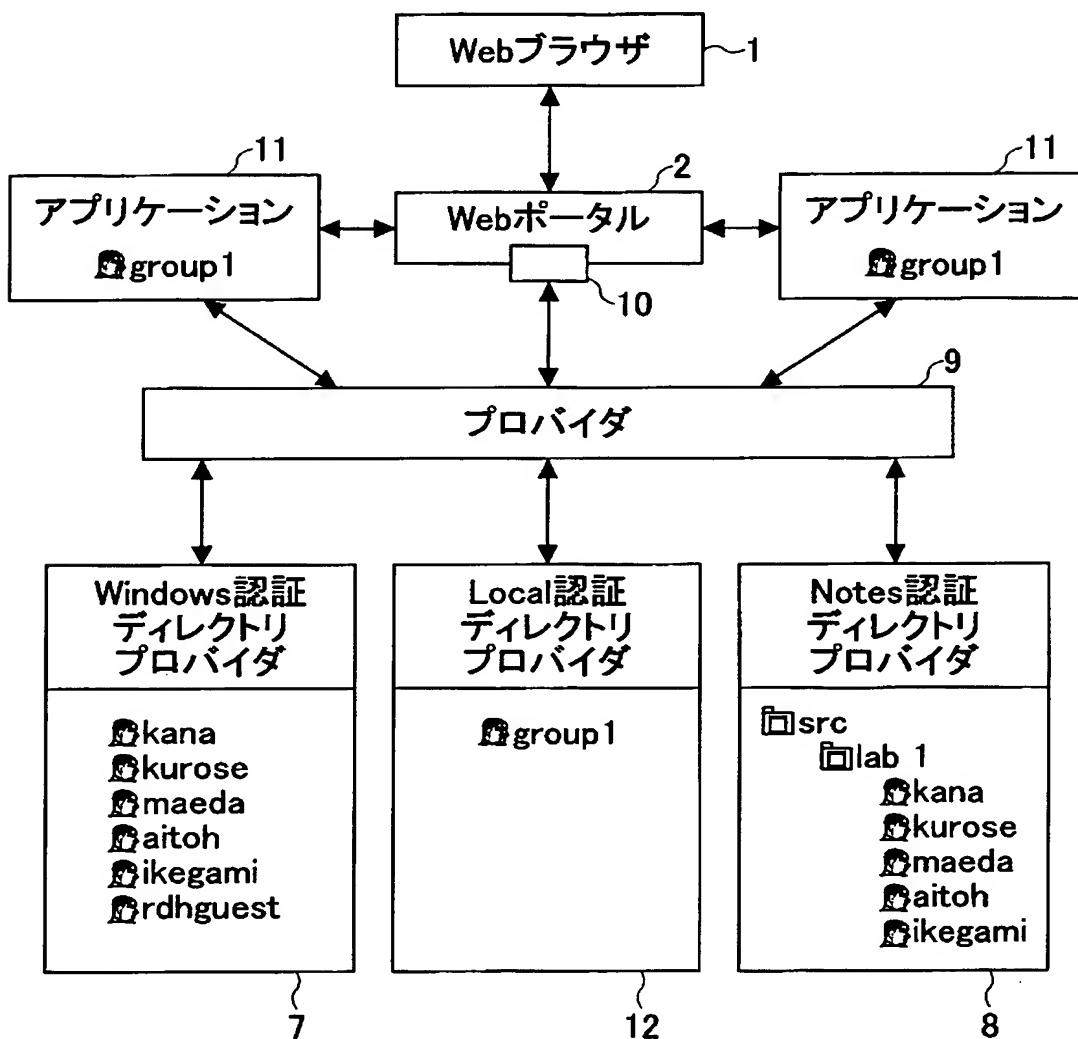 Webブラウザ
1
11
アプリケーション
group1
2
Webポータル
10
11
アプリケーション
group1
9
プロバイダ
Windows認証
ディレクトリ
プロバイダ
kana
kurose
maeda
aitoh
ikegami
rdhguest
7
Local認証
ディレクトリ
プロバイダ
group1
12
Notes認証
ディレクトリ
プロバイダ
src
lab 1
kana
kurose
maeda
aitoh
ikegami
8